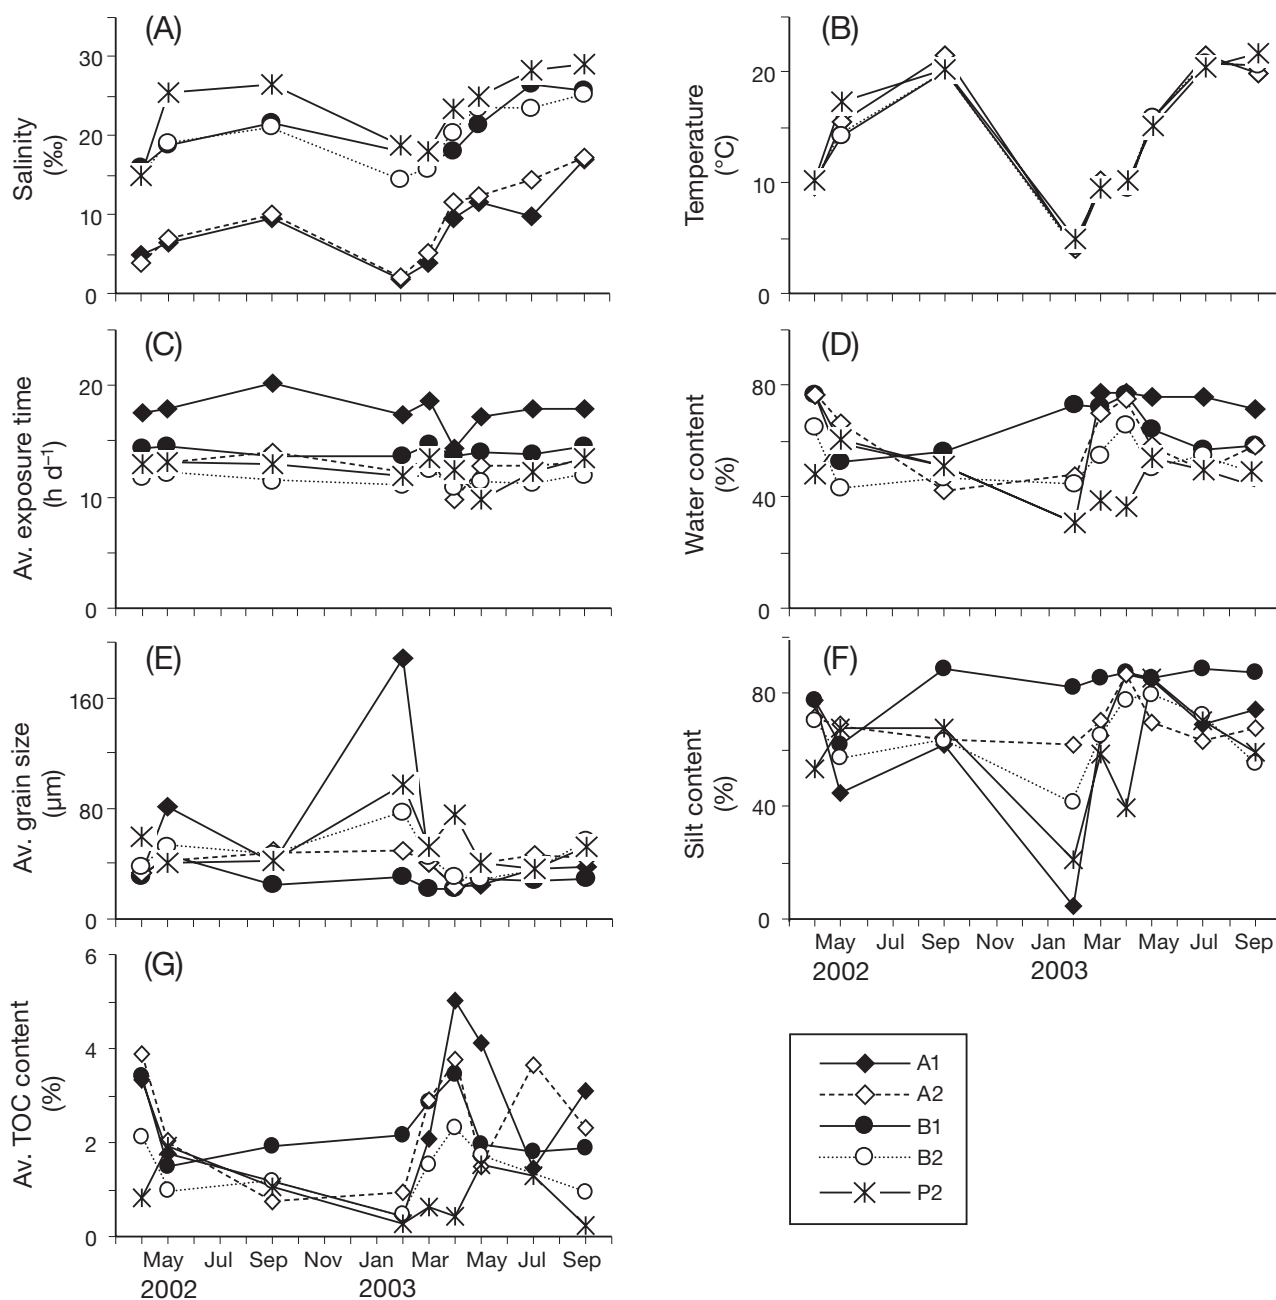 (A)
30
20
10
0
Salinity
(‰)
(B)
20
10
0
Temperature
(°C)
(C)
20
10
0
Av. exposure time
(h d⁻¹)
(D)
80
40
0
Water content
(%)
(E)
160
80
0
Av. grain size
(µm)
(F)
80
40
0
Silt content
(%)
May Jul Sep Nov Jan Mar May Jul Sep
2002 2003
(G)
6
4
2
0
Av. TOC content
(%)
May Jul Sep Nov Jan Mar May Jul Sep
2002 2003
A1
A2
B1
B2
P2